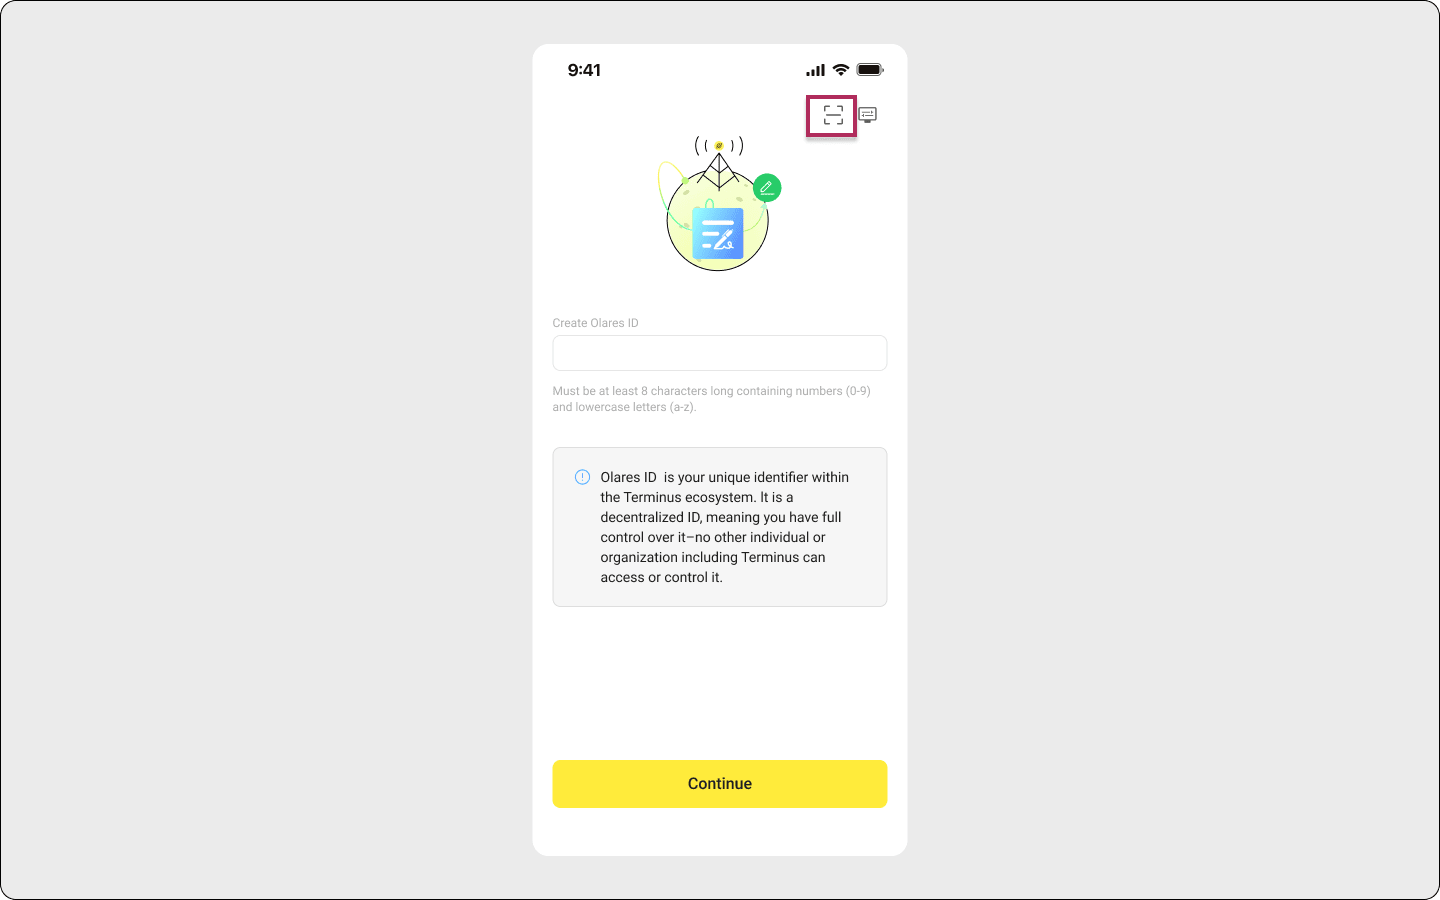 9:41
Create Olares ID
Must be at least 8 characters long containing numbers (0-9)
and lowercase letters (a-z).
Olares ID  is your unique identifier within
the Terminus ecosystem. It is a
decentralized ID, meaning you have full
control over it–no other individual or
organization including Terminus can
access or control it.
Continue